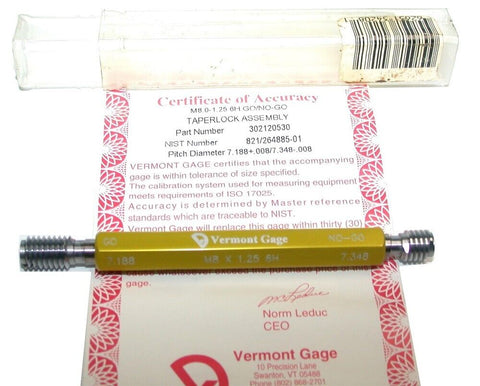 Certificate of Accuracy
M8.0-1.25 6H GO/NO-GO
TAPERLOCK ASSEMBLY
Part Number 302120530
NIST Number 821/264885-01
Pitch Diameter 7.188+.008/7.348-.008
VERMONT GAGE certifies that the accompanying
gage is within tolerance of size specified.
The calibration system used for measuring equipment
meets requirements of ISO 17025.
Accuracy is determined by Master reference
standards which are traceable to NIST.
Vermont Gage will replace this gage within thirty (30)
GO Vermont Gage NO-GO
7.188 M8 X 1.25 6H 7.348
Norm Leduc
CEO
Vermont Gage
10 Precision Lane
Swanton, VT 05488
Phone (802) 868-2701